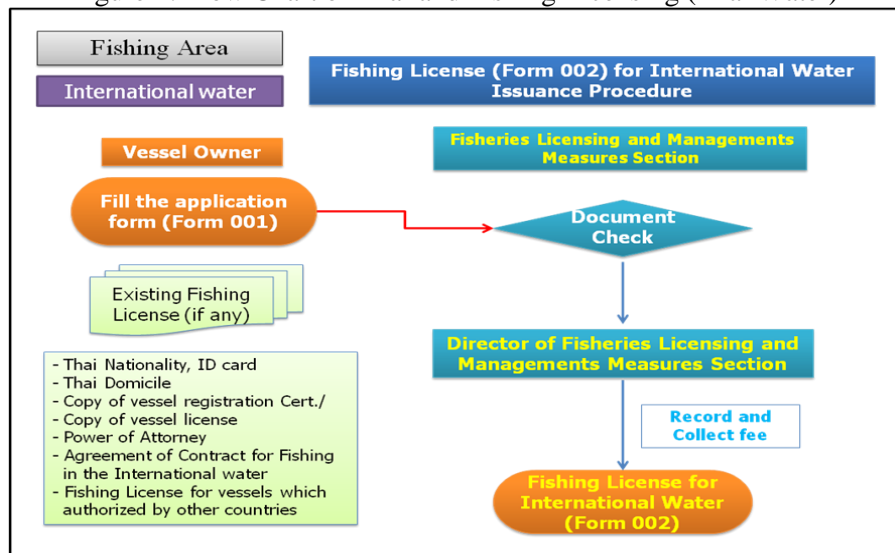 Fishing Area
International water
Fishing License (Form 002) for International Water
Issuance Procedure
Vessel Owner
Fisheries Licensing and Managements
Measures Section
Fill the application
form (Form 001)
Document
Check
Existing Fishing
License (if any)
Director of Fisheries Licensing and
Managements Measures Section
- Thai Nationality, ID card
- Thai Domicile
- Copy of vessel registration Cert./
- Copy of vessel license
- Power of Attorney
- Agreement of Contract for Fishing
in the International water
- Fishing License for vessels which
authorized by other countries
Record and
Collect fee
Fishing License for
International Water
(Form 002)